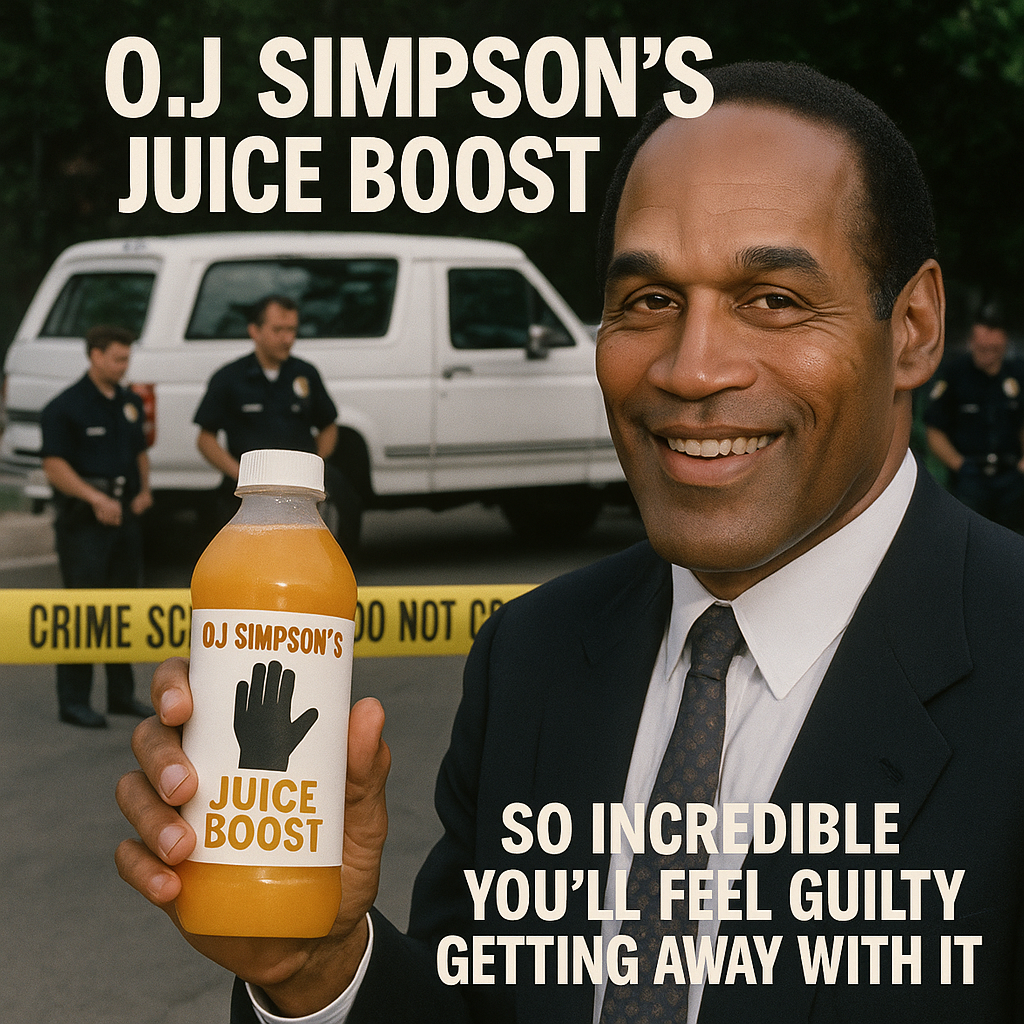 O.J SIMPSON'S
JUICE BOOST
CRIME SC
DO NOT C
OJ SIMPSON'S
JUICE
BOOST
SO INCREDIBLE
YOU'LL FEEL GUILTY
GETTING AWAY WITH IT